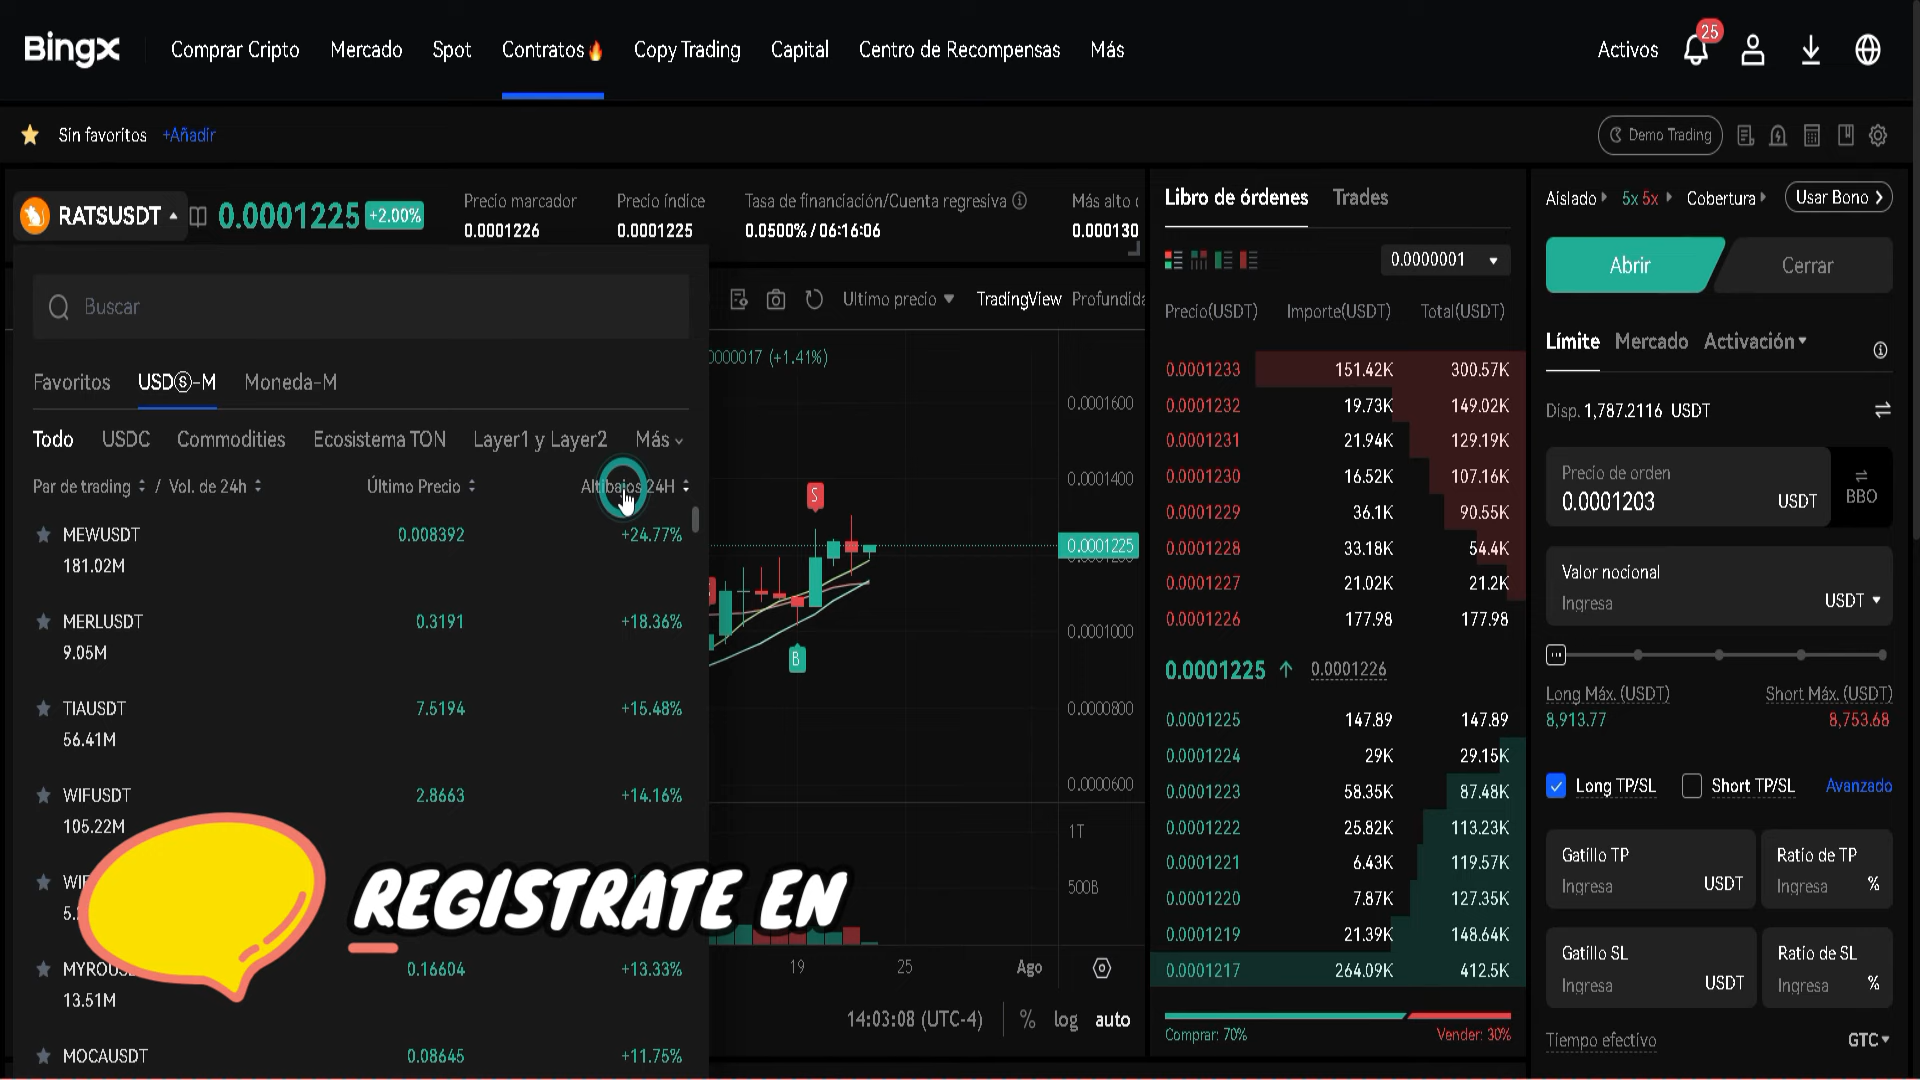 BingX Comprar Cripto Mercado Spot Contratos Copy Trading Capital Centro de Recompensas Más Activos 25
Sin favoritos +Añadir Demo Trading
RATSUSDT 0.0001225 +2.00%
Precio marcador 0.0001226
Precio índice 0.0001225
Tasa de financiación/Cuenta regresiva 0.0500% / 06:16:06
Más alto 0.000130
Buscar
Favoritos USDⓈ-M Moneda-M
Todo USDC Commodities Ecosistema TON Layer1 y Layer2 Más
Par de trading / Vol. de 24h Último Precio Altibajos 24H
MEWUSDT 0.008392 +24.77%
181.02M
MERLUSDT 0.3191 +18.36%
9.05M
TIAUSDT 7.5194 +15.48%
56.41M
WIFUSDT 2.8663 +14.16%
105.22M
REGISTRATE EN
0.16604 +13.33%
13.51M
MOCAUSDT 0.08645 +11.75%
Ultimo precio TradingView
(+1.41%)
0.0001600
0.0001400
S
0.0001225
0.0001000
B
0.0000800
0.0000600
1T
500B
19 25 Ago
14:03:08 (UTC-4) % log auto
Libro de órdenes Trades
0.0000001
Precio(USDT) Importe(USDT) Total(USDT)
0.0001233 151.42K 300.57K
0.0001232 19.73K 149.02K
0.0001231 21.94K 129.19K
0.0001230 16.52K 107.16K
0.0001229 36.1K 90.55K
0.0001228 33.18K 54.4K
0.0001227 21.02K 21.2K
0.0001226 177.98 177.98
0.0001225 0.0001226
0.0001225 147.89 147.89
0.0001224 29K 29.15K
0.0001223 58.35K 87.48K
0.0001222 25.82K 113.23K
0.0001221 6.43K 119.57K
0.0001220 7.87K 127.35K
0.0001219 21.39K 148.64K
0.0001217 264.09K 412.5K
Comprar: 70% Vender: 30%
Aislado 5x 5x Cobertura Usar Bono
Abrir Cerrar
Límite Mercado Activación
Disp. 1,787.2116 USDT
Precio de orden
0.0001203 USDT BBO
Valor nocional
Ingresa USDT
Long Máx. (USDT) Short Máx. (USDT)
8,913.77 8,753.68
Long TP/SL Short TP/SL Avanzado
Gatillo TP Ratio de TP
Ingresa USDT Ingresa %
Gatillo SL Ratio de SL
Ingresa USDT Ingresa %
Tiempo efectivo GTC